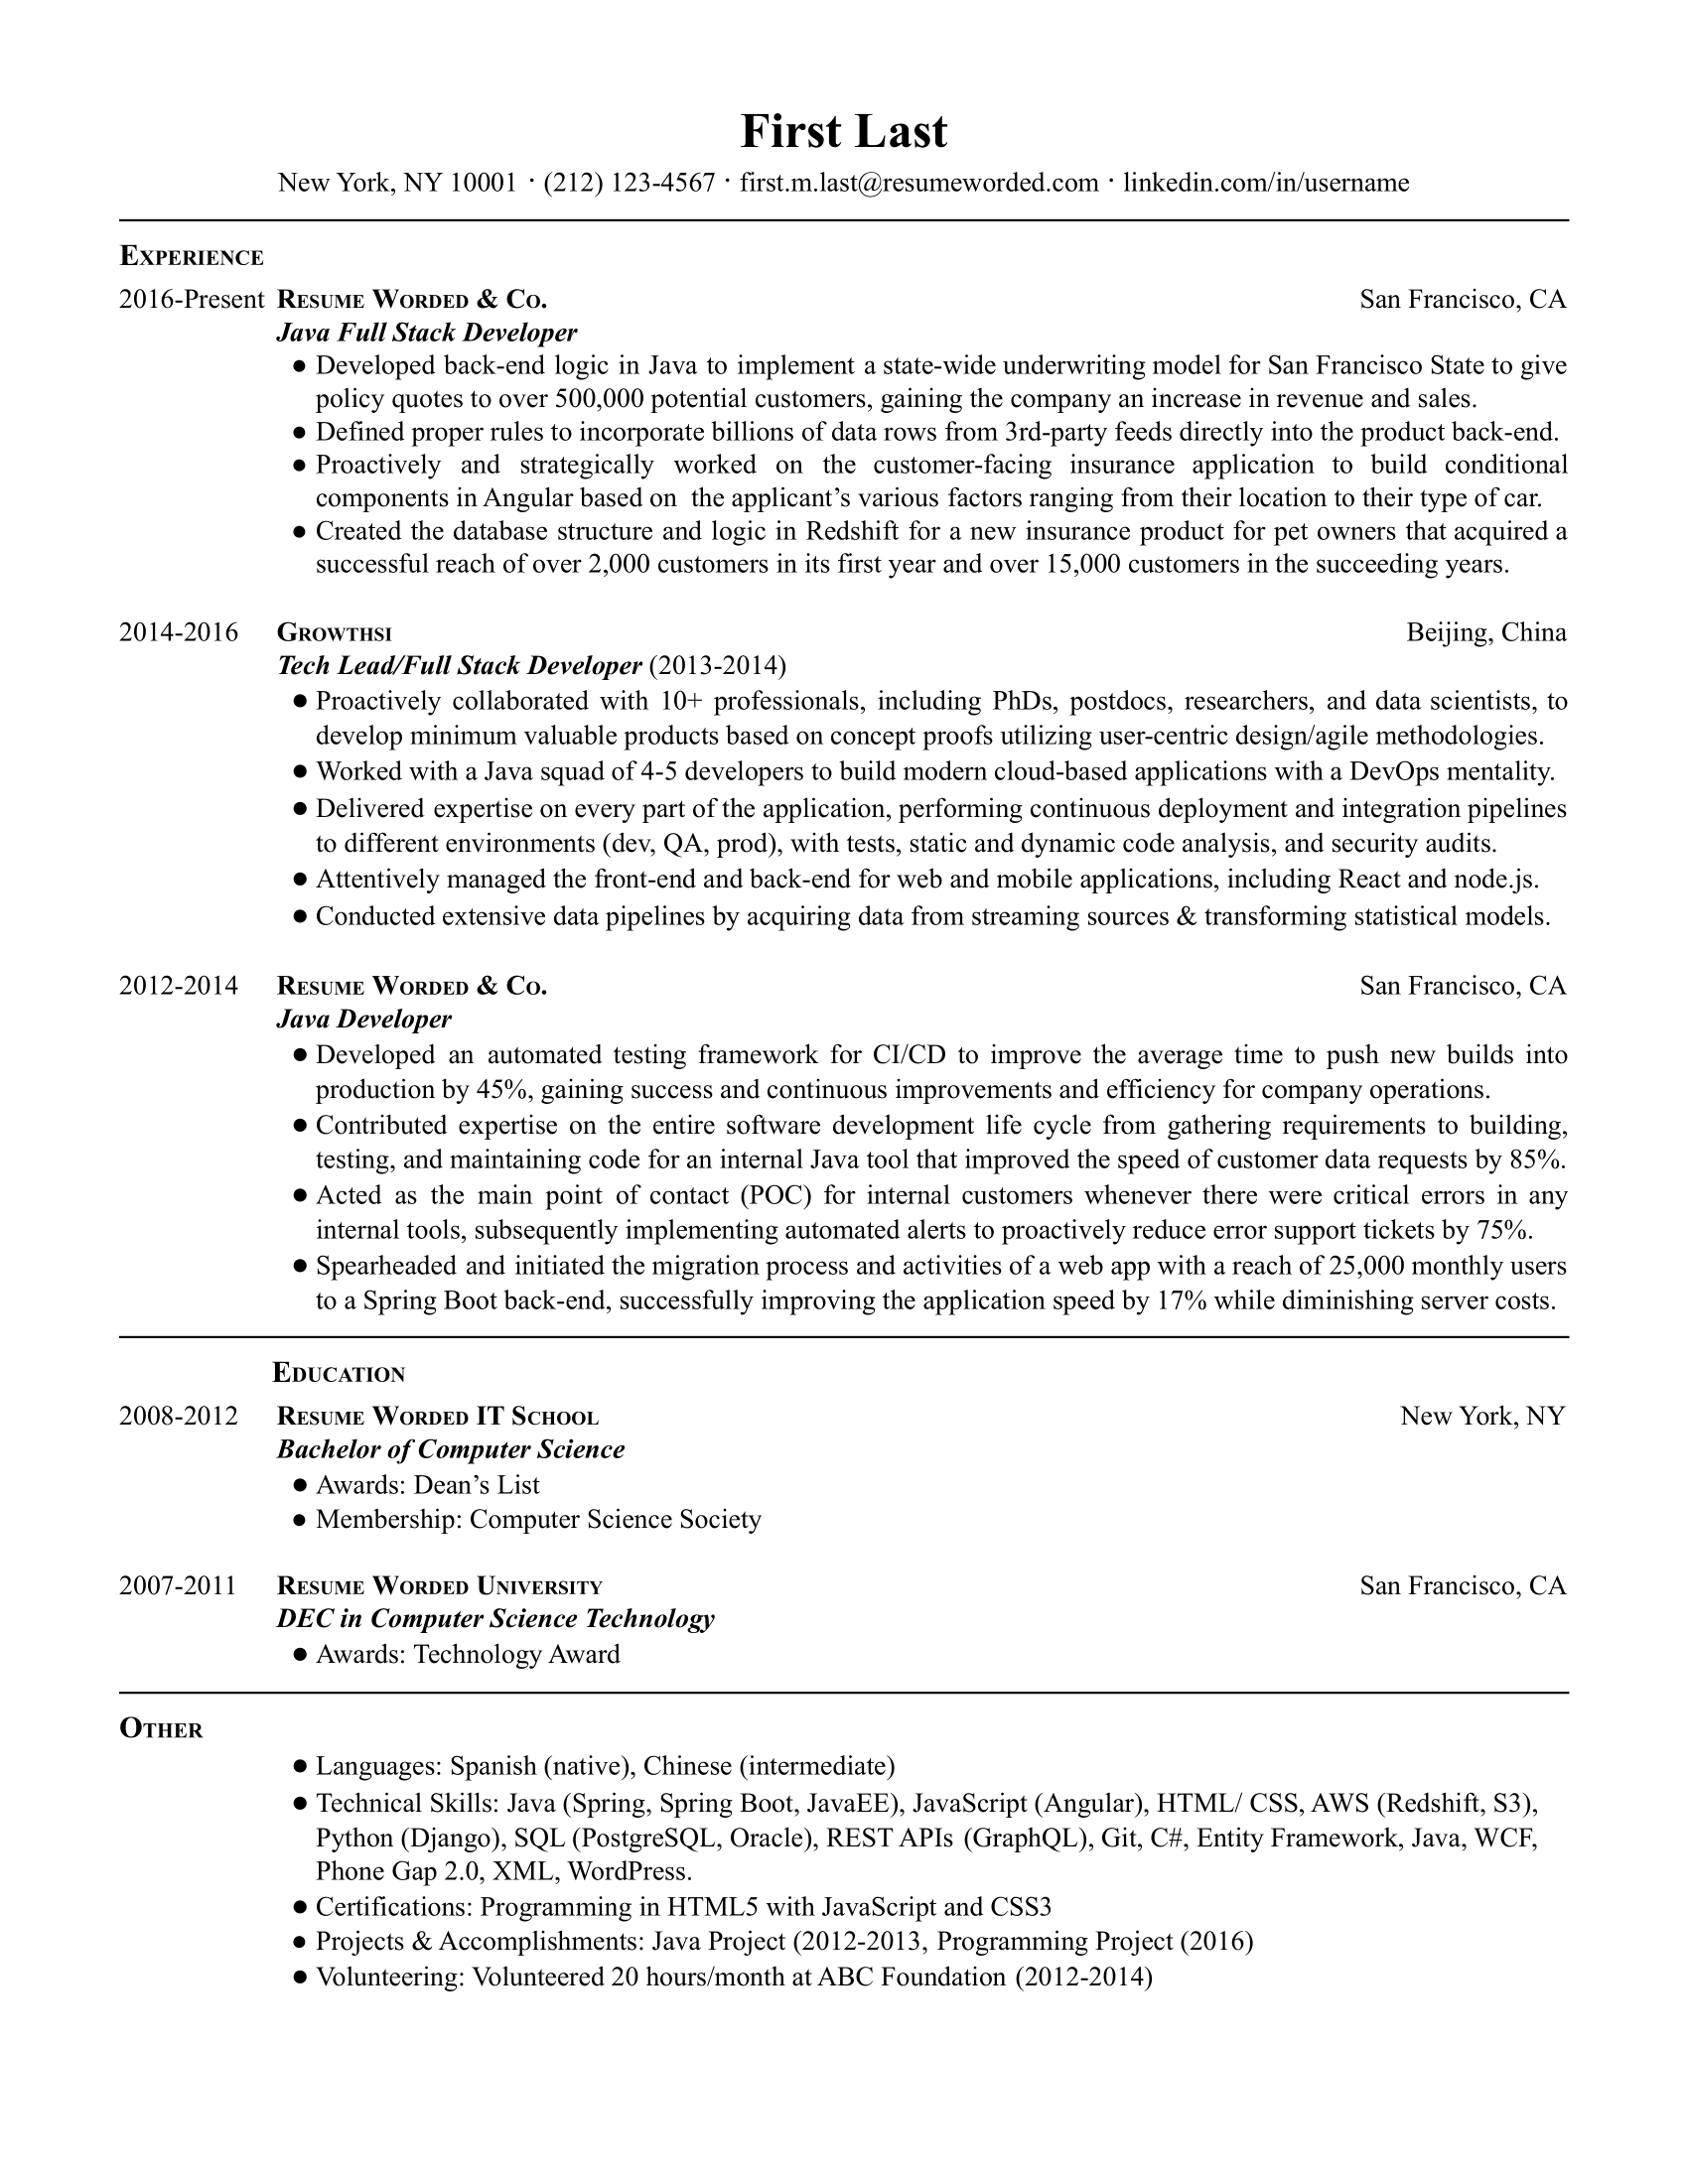 First Last
New York, NY 10001 · (212) 123-4567 · first.m.last@resumeworded.com · linkedin.com/in/username
EXPERIENCE
2016-Present RESUME WORDED & CO. San Francisco, CA
Java Full Stack Developer
● Developed back-end logic in Java to implement a state-wide underwriting model for San Francisco State to give
policy quotes to over 500,000 potential customers, gaining the company an increase in revenue and sales.
● Defined proper rules to incorporate billions of data rows from 3rd-party feeds directly into the product back-end.
● Proactively and strategically worked on the customer-facing insurance application to build conditional
components in Angular based on  the applicant’s various factors ranging from their location to their type of car.
● Created the database structure and logic in Redshift for a new insurance product for pet owners that acquired a
successful reach of over 2,000 customers in its first year and over 15,000 customers in the succeeding years.
2014-2016 GROWTHSI Beijing, China
Tech Lead/Full Stack Developer (2013-2014)
● Proactively collaborated with 10+ professionals, including PhDs, postdocs, researchers, and data scientists, to
develop minimum valuable products based on concept proofs utilizing user-centric design/agile methodologies.
● Worked with a Java squad of 4-5 developers to build modern cloud-based applications with a DevOps mentality.
● Delivered expertise on every part of the application, performing continuous deployment and integration pipelines
to different environments (dev, QA, prod), with tests, static and dynamic code analysis, and security audits.
● Attentively managed the front-end and back-end for web and mobile applications, including React and node.js.
● Conducted extensive data pipelines by acquiring data from streaming sources & transforming statistical models.
2012-2014 RESUME WORDED & CO. San Francisco, CA
Java Developer
● Developed an automated testing framework for CI/CD to improve the average time to push new builds into
production by 45%, gaining success and continuous improvements and efficiency for company operations.
● Contributed expertise on the entire software development life cycle from gathering requirements to building,
testing, and maintaining code for an internal Java tool that improved the speed of customer data requests by 85%.
● Acted as the main point of contact (POC) for internal customers whenever there were critical errors in any
internal tools, subsequently implementing automated alerts to proactively reduce error support tickets by 75%.
● Spearheaded and initiated the migration process and activities of a web app with a reach of 25,000 monthly users
to a Spring Boot back-end, successfully improving the application speed by 17% while diminishing server costs.
EDUCATION
2008-2012 RESUME WORDED IT SCHOOL New York, NY
Bachelor of Computer Science
● Awards: Dean’s List
● Membership: Computer Science Society
2007-2011 RESUME WORDED UNIVERSITY San Francisco, CA
DEC in Computer Science Technology
● Awards: Technology Award
OTHER
● Languages: Spanish (native), Chinese (intermediate)
● Technical Skills: Java (Spring, Spring Boot, JavaEE), JavaScript (Angular), HTML/ CSS, AWS (Redshift, S3),
Python (Django), SQL (PostgreSQL, Oracle), REST APIs (GraphQL), Git, C#, Entity Framework, Java, WCF,
Phone Gap 2.0, XML, WordPress.
● Certifications: Programming in HTML5 with JavaScript and CSS3
● Projects & Accomplishments: Java Project (2012-2013, Programming Project (2016)
● Volunteering: Volunteered 20 hours/month at ABC Foundation (2012-2014)